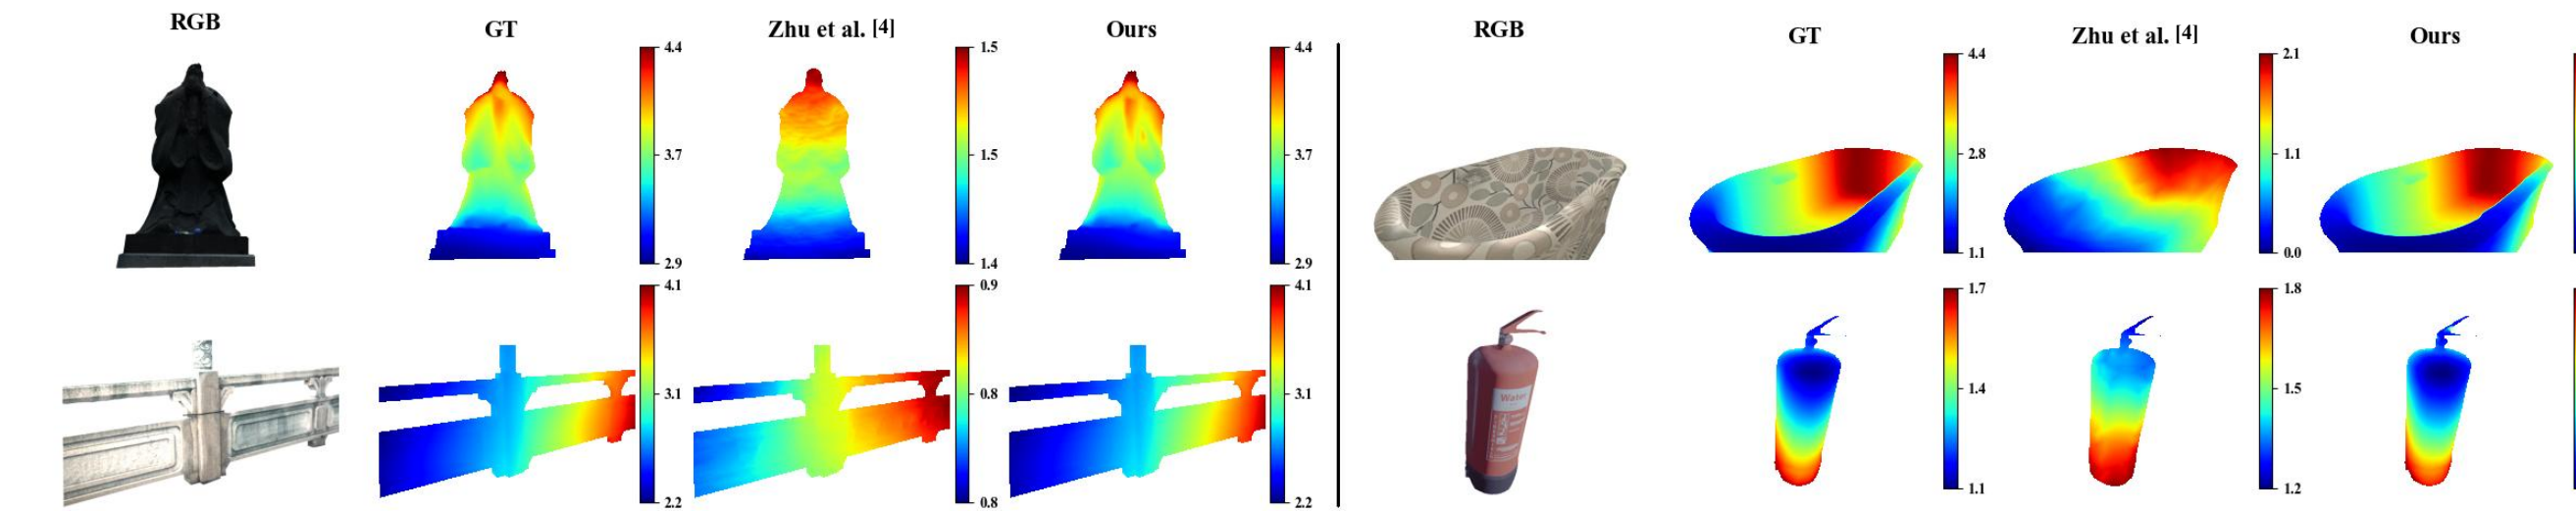 RGB GT Zhu et al. [4] Ours RGB GT Zhu et al. [4] Ours
4.4 1.5 4.4 4.4 2.1
3.7 1.5 3.7 2.8 1.1
2.9 1.4 2.9 1.1 0.0
4.1 0.9 4.1 1.7 1.8
3.1 0.8 3.1 1.4 1.5
2.2 0.8 2.2 1.1 1.2
Water